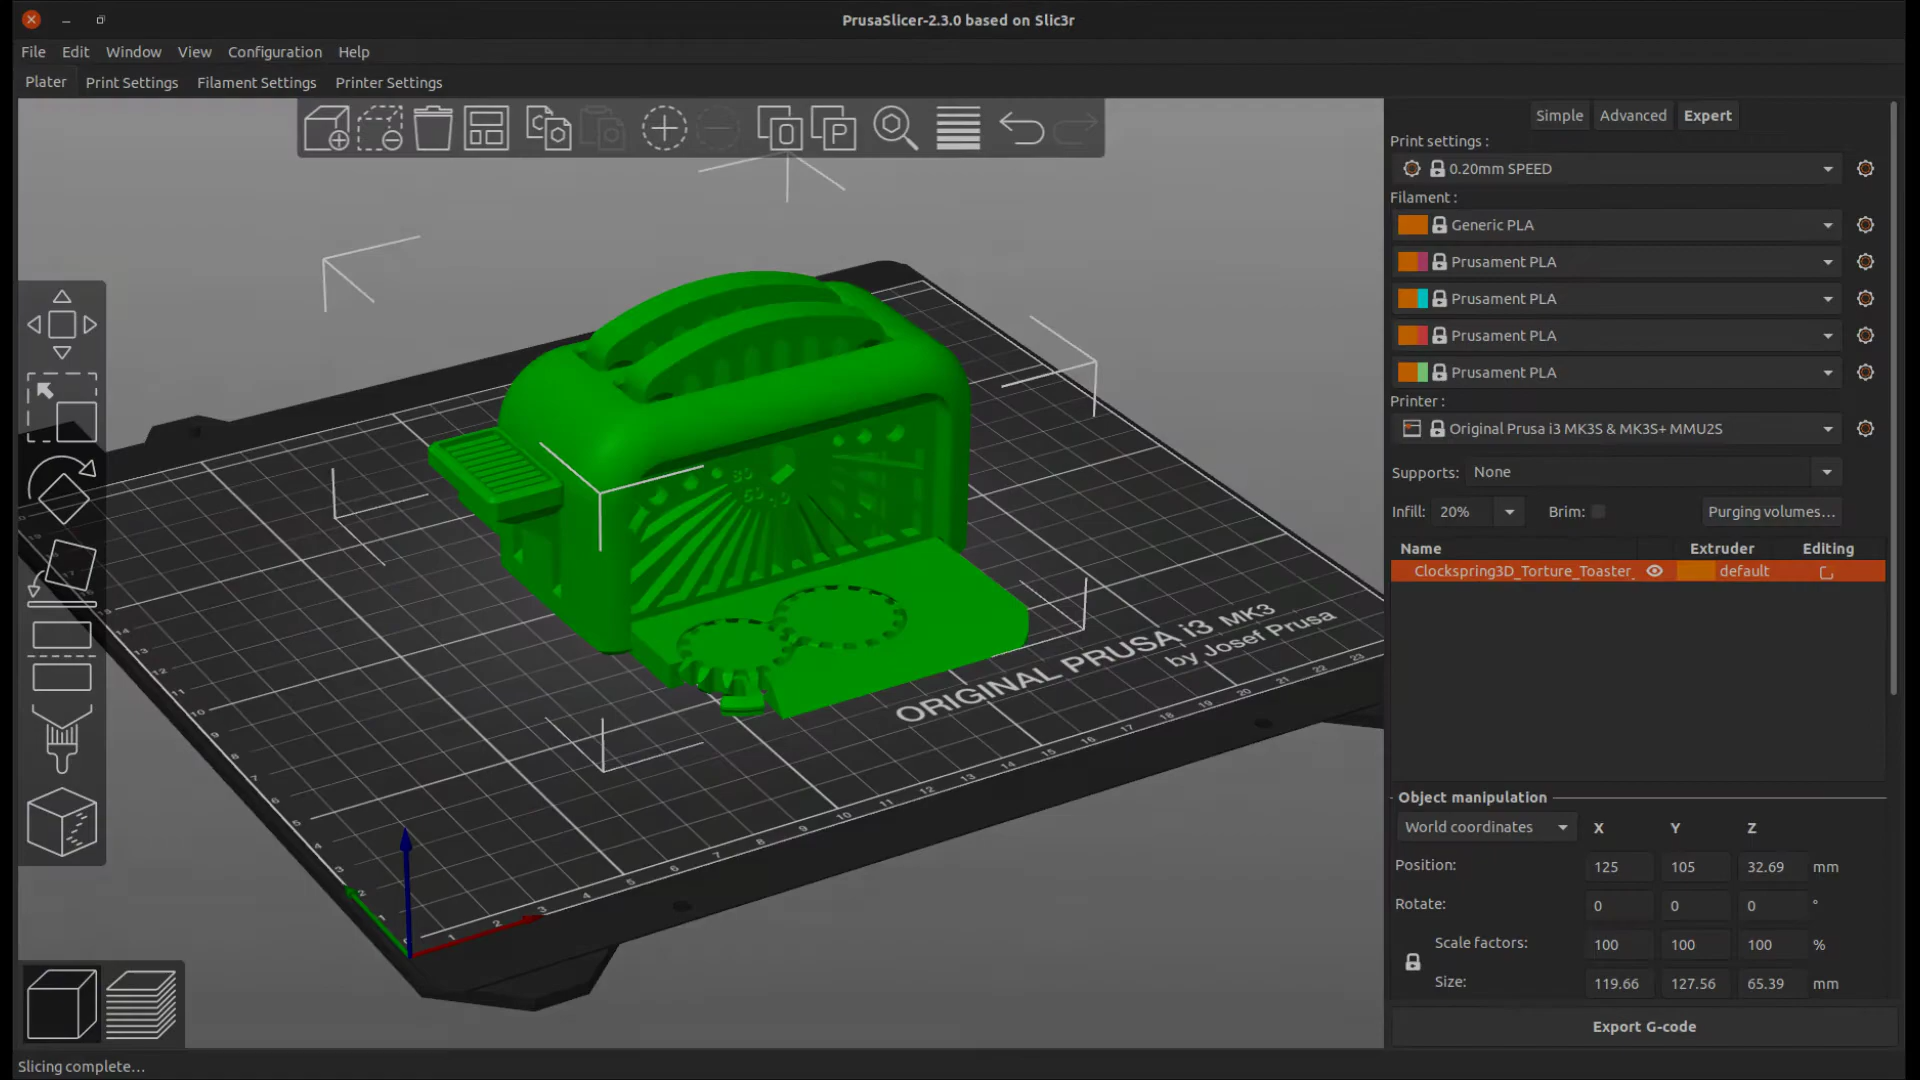 PrusaSlicer-2.3.0 based on Slic3r
File Edit Window View Configuration Help
Plater Print Settings Filament Settings Printer Settings
O P
Simple Advanced Expert
Print settings :
0.20mm SPEED
Filament :
Generic PLA
Prusament PLA
Prusament PLA
Prusament PLA
Prusament PLA
Printer :
Original Prusa i3 MK3S & MK3S+ MMU2S
Supports: None
Infill: 20% Brim: Purging volumes...
Name Extruder Editing
Clockspring3D_Torture_Toaster_ default
ORIGINAL PRUSA i3 MK3
by Josef Prusa
Object manipulation
World coordinates X Y Z
Position: 125 105 32.69 mm
Rotate: 0 0 0 °
Scale factors: 100 100 100 %
Size: 119.66 127.56 65.39 mm
Export G-code
Slicing complete...